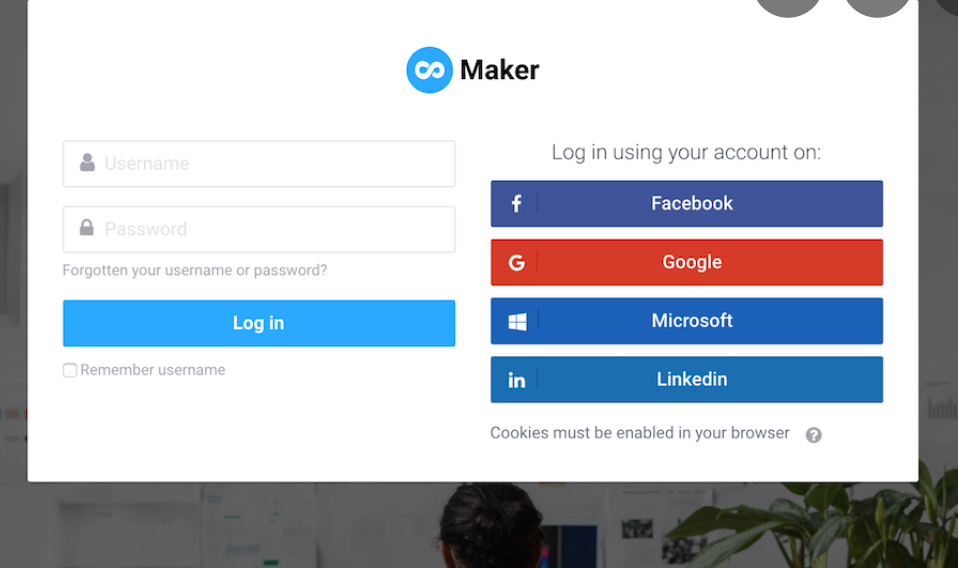 Maker
Username
Password
Forgotten your username or password?
Log in
Remember username
Log in using your account on:
Facebook
Google
Microsoft
Linkedin
Cookies must be enabled in your browser